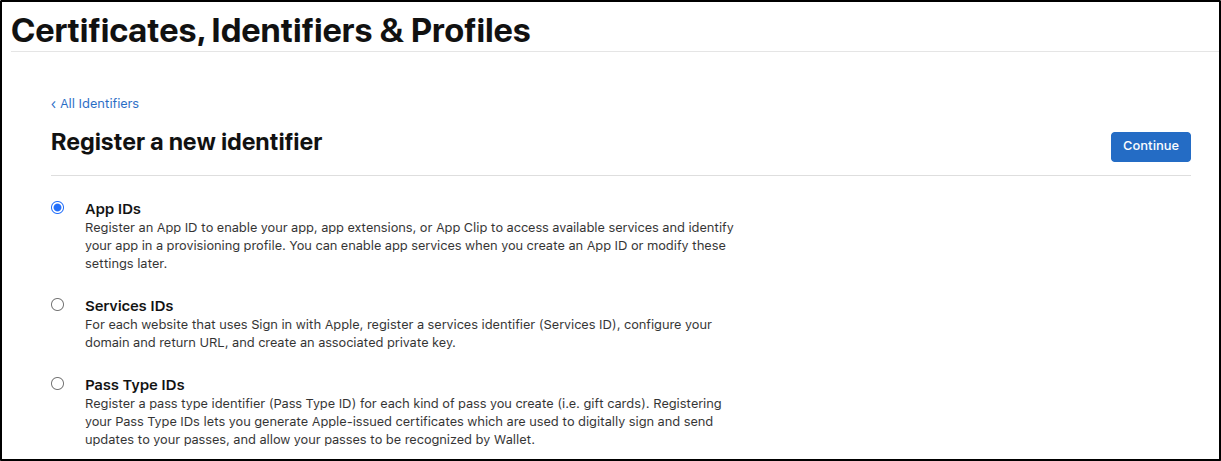 Certificates, Identifiers & Profiles
‹ All Identifiers
Register a new identifier
Continue
App IDs
Register an App ID to enable your app, app extensions, or App Clip to access available services and identify
your app in a provisioning profile. You can enable app services when you create an App ID or modify these
settings later.
Services IDs
For each website that uses Sign in with Apple, register a services identifier (Services ID), configure your
domain and return URL, and create an associated private key.
Pass Type IDs
Register a pass type identifier (Pass Type ID) for each kind of pass you create (i.e. gift cards). Registering
your Pass Type IDs lets you generate Apple-issued certificates which are used to digitally sign and send
updates to your passes, and allow your passes to be recognized by Wallet.